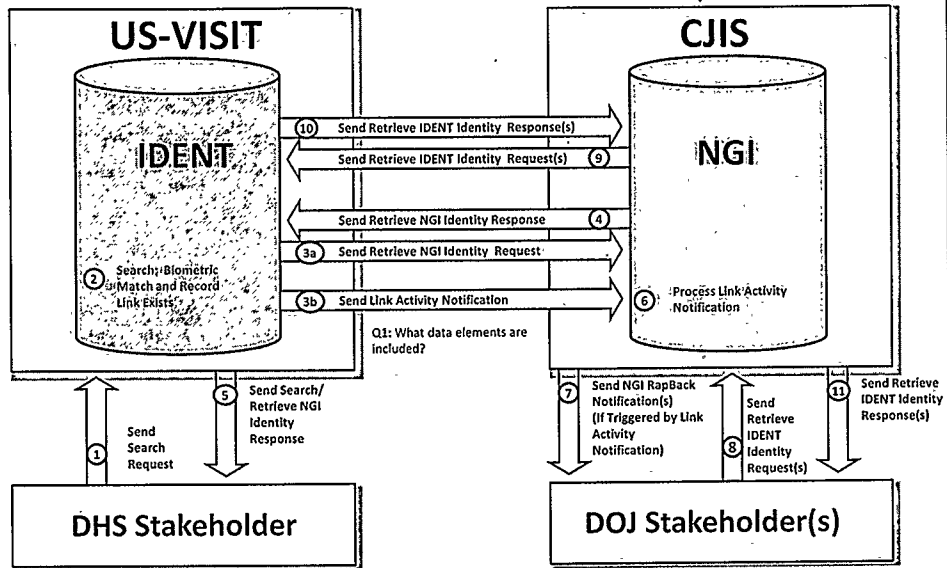 US-VISIT
CJIS
IDENT
NGI
10 Send Retrieve IDENT Identity Response(s)
Send Retrieve IDENT Identity Request(s) 9
Send Retrieve NGI Identity Response 4
3a Send Retrieve NGI Identity Request
3b Send Link Activity Notification
2 Search, Biometric
Match and Record
Link Exists
6 Process Link Activity
Notification
Q1: What data elements are
included?
1 Send
Search
Request
5 Send Search/
Retrieve NGI
Identity
Response
7 Send NGI RapBack
Notification(s)
(If Triggered by Link
Activity
Notification)
8 Send
Retrieve
IDENT
Identity
Request(s)
11 Send Retrieve
IDENT Identity
Response(s)
DHS Stakeholder
DOJ Stakeholder(s)